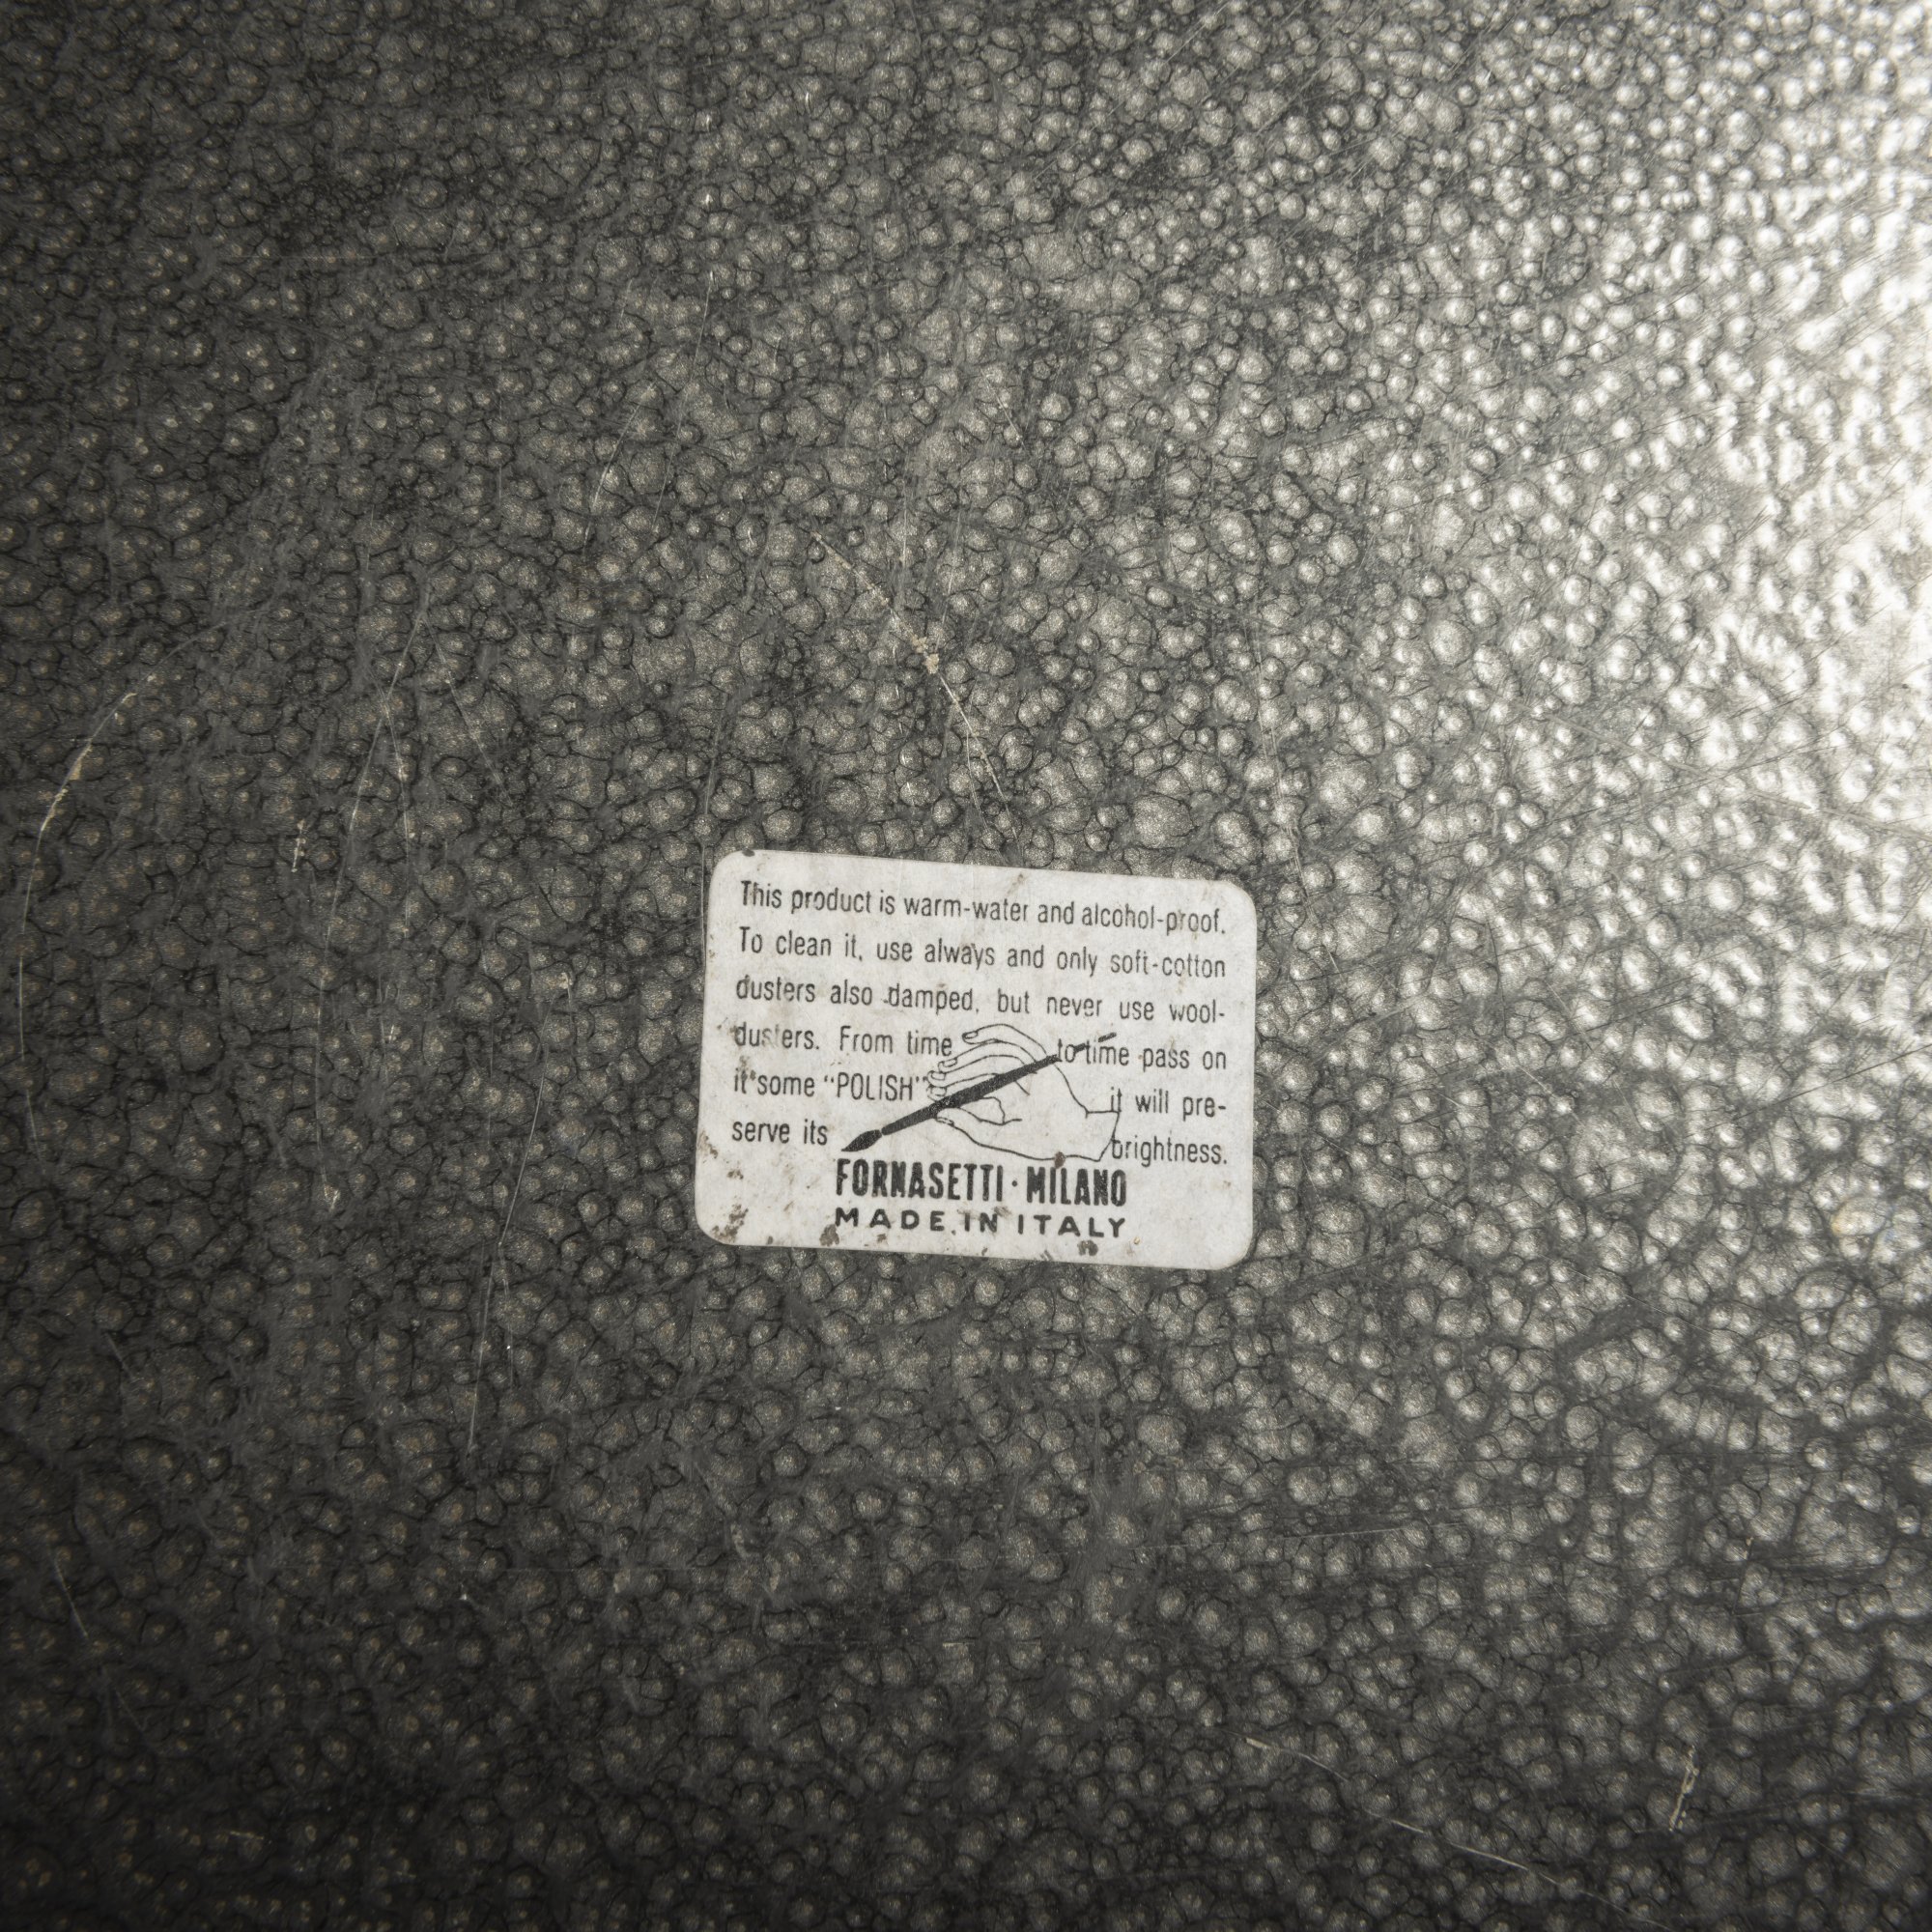 This product is warm-water and alcohol-proof.
To clean it, use always and only soft-cotton
dusters also damped, but never use wool-
dusters. From time to time pass on
it some “POLISH” it will pre-
serve its brightness.
FORNASETTI · MILANO
MADE IN ITALY